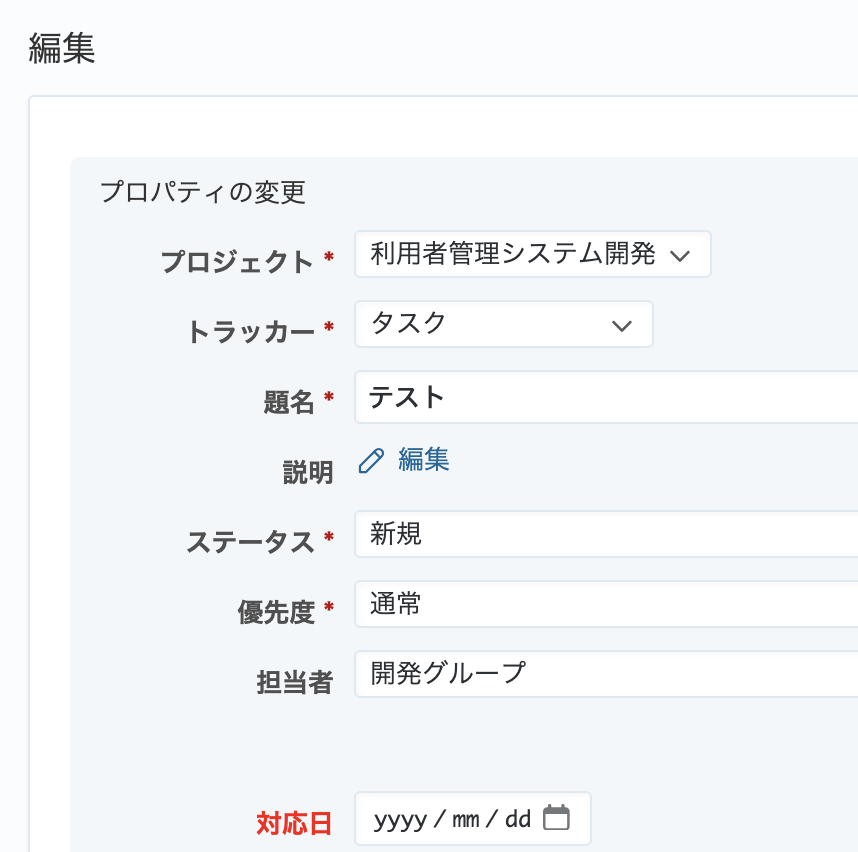 編集
プロパティの変更
プロジェクト * 利用者管理システム開発
トラッカー * タスク
題名 * テスト
説明 編集
ステータス * 新規
優先度 * 通常
担当者 開発グループ
対応日 yyyy / mm / dd